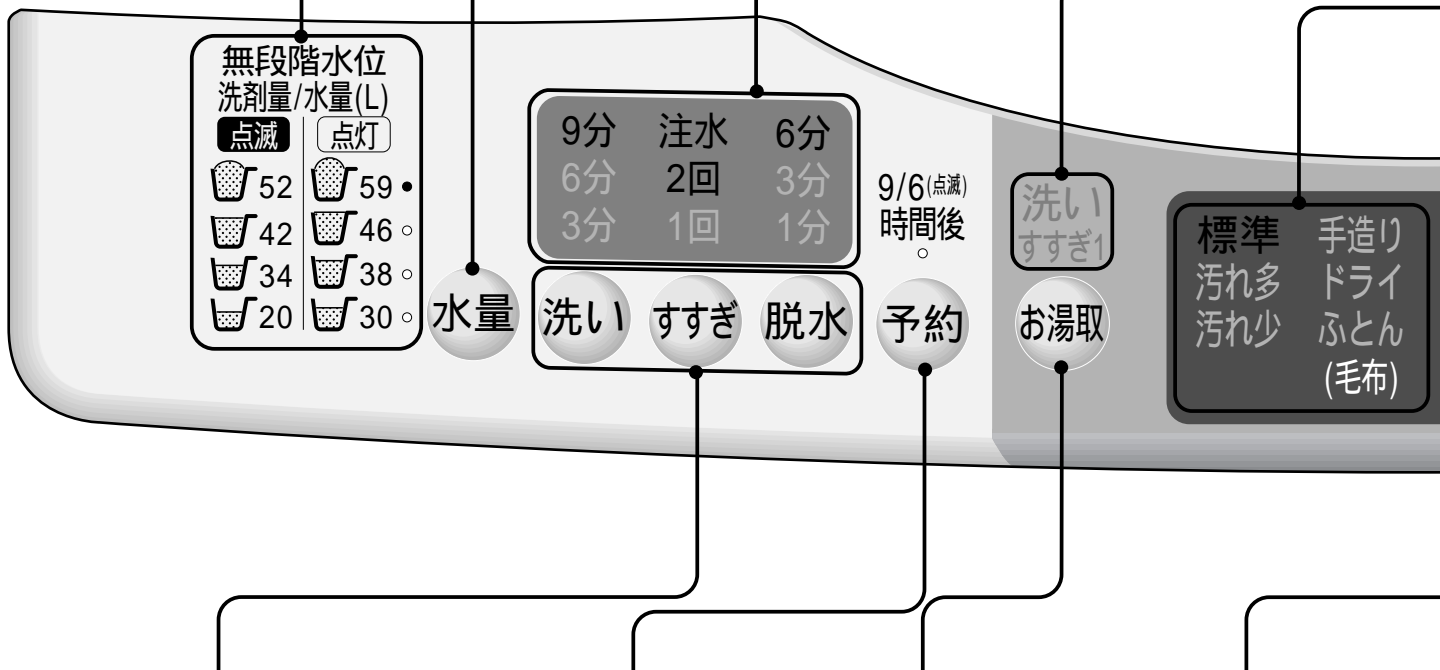 無段階水位
洗剤量/水量(L)
点滅 点灯
52 59
42 46
34 38
20 30
水量
9分 注水 6分
6分 2回 3分
3分 1回 1分
洗い すすぎ 脱水
9/6(点滅)
時間後
予約
洗い
すすぎ1
お湯取
標準 手造り
汚れ多 ドライ
汚れ少 ふとん
(毛布)